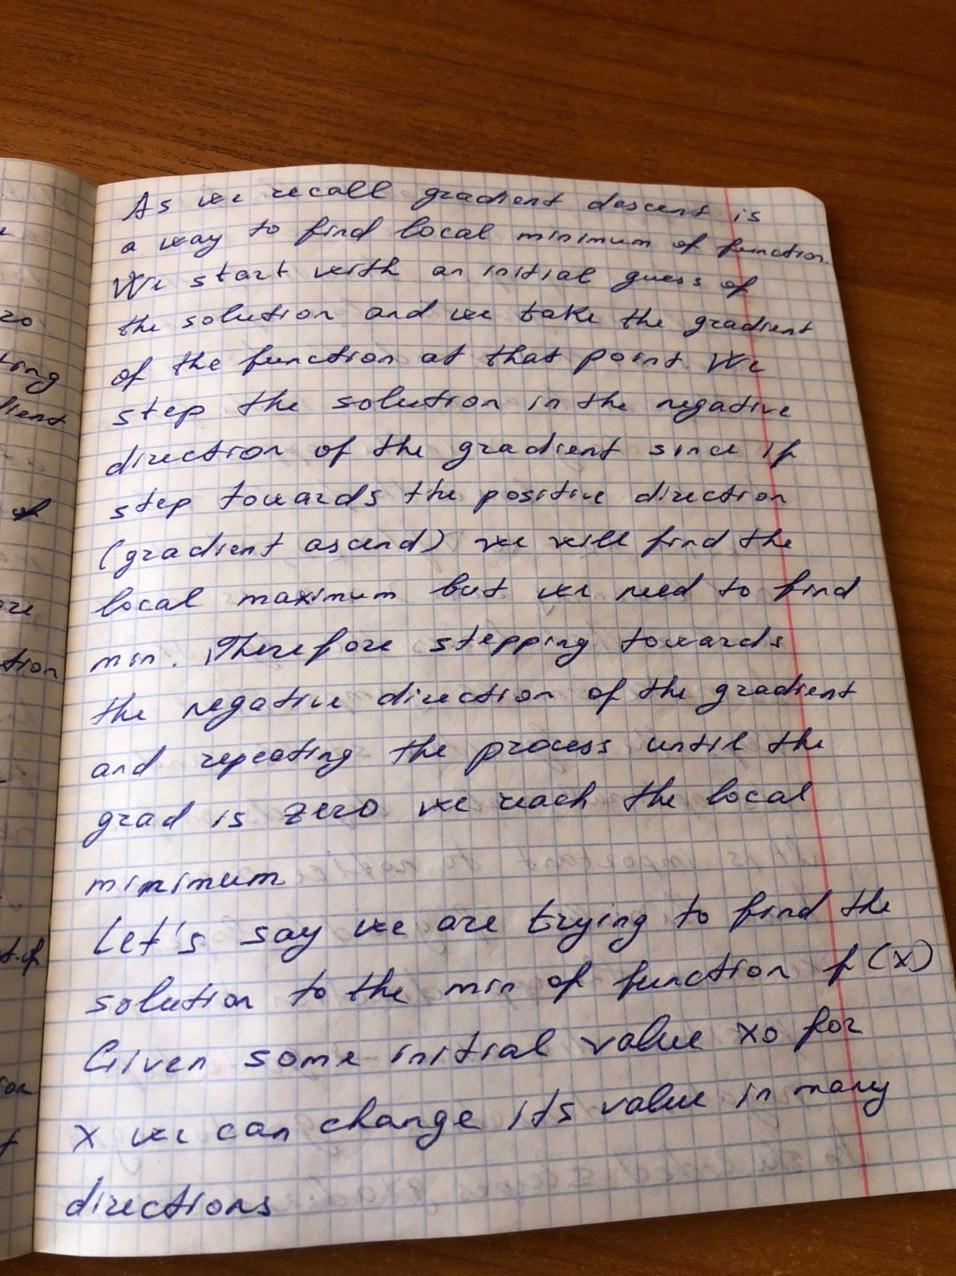 As we recall gradient descent is
a way to find local minimum of function.
We start with an initial guess of
the solution and we take the gradient
of the function at that point. We
step the solution in the negative
direction of the gradient since if
step towards the positive direction
(gradient ascend) we will find the
local maximum but we need to find
min. Therefore stepping towards
the negative direction of the gradient
and repeating the process until the
grad is zero we reach the local
minimum
Let's say we are trying to find the
solution to the min of function f(x)
Given some initial value x0 for
x we can change its value in many
directions